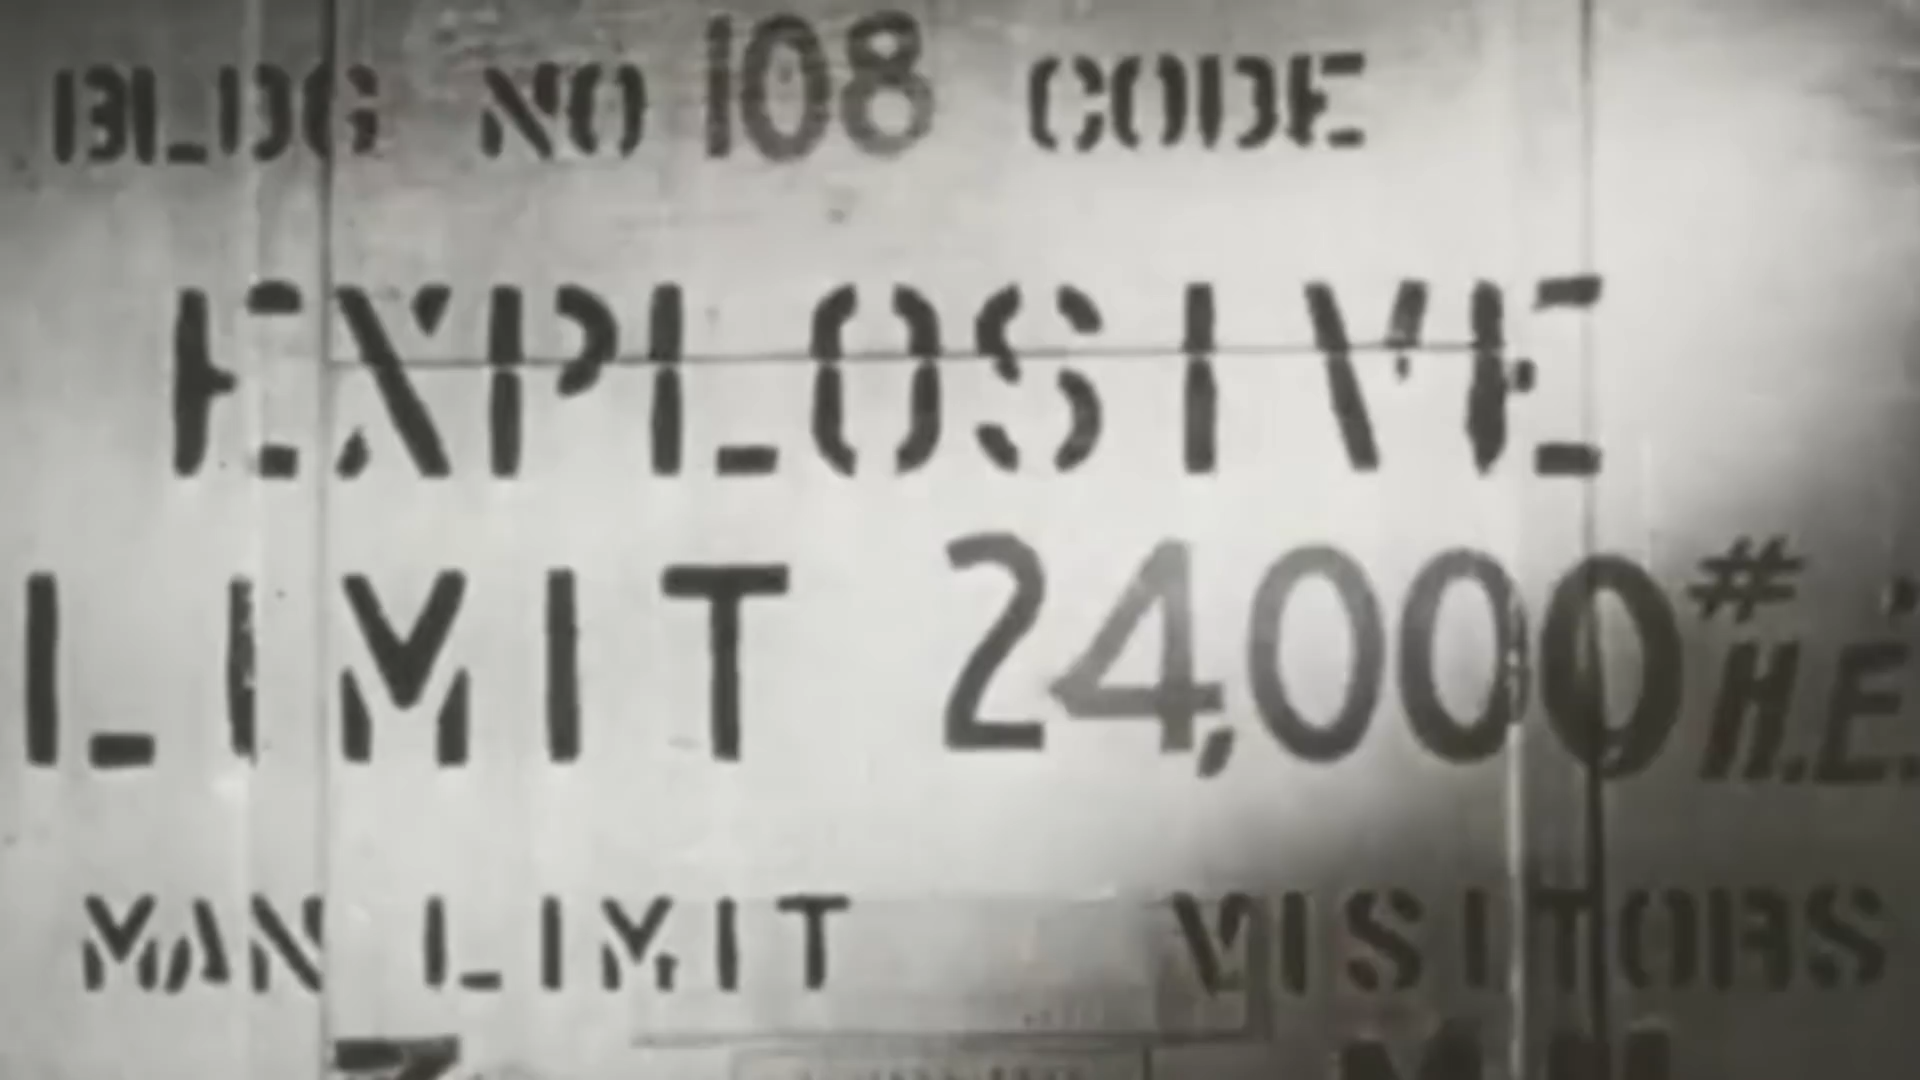 BLDG NO 108 CODE
EXPLOSIVE
LIMIT 24,000# H.E.
MAN LIMIT VISITORS